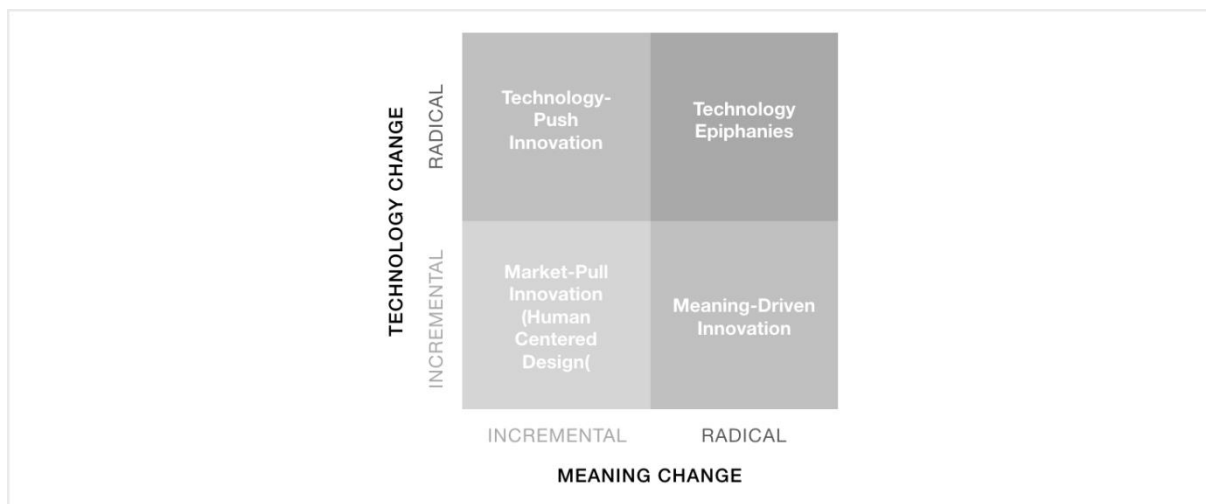 TECHNOLOGY CHANGE
RADICAL
INCREMENTAL
Technology-
Push
Innovation
Technology
Epiphanies
Market-Pull
Innovation
(Human
Centered
Design(
Meaning-Driven
Innovation
INCREMENTAL
RADICAL
MEANING CHANGE